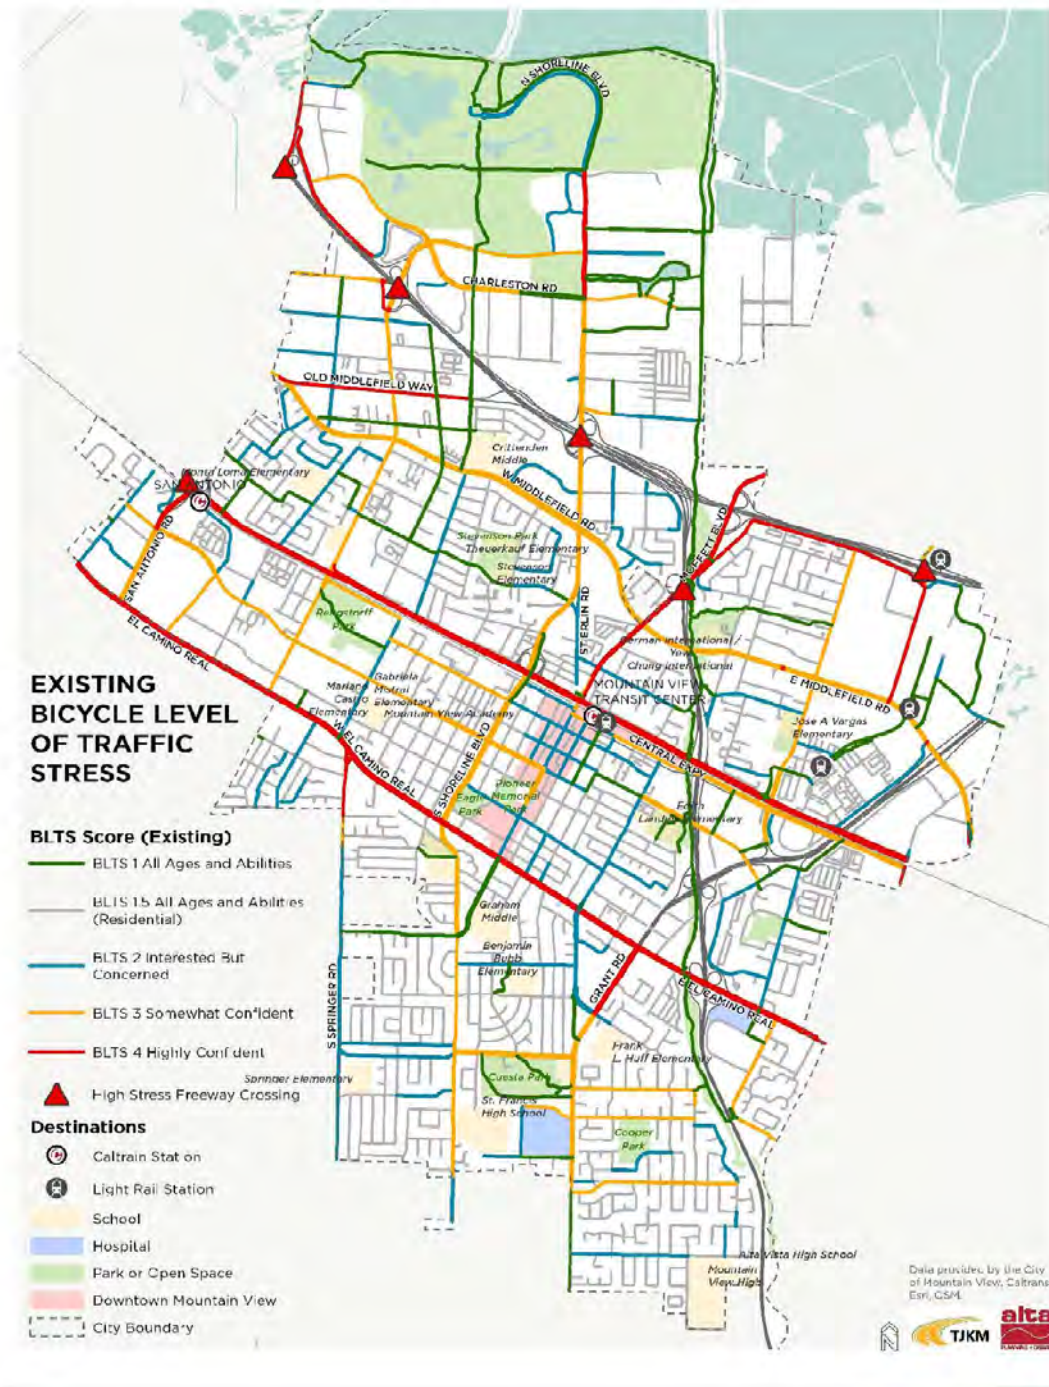 N SHORELINE BLVD
CHARLESTON RD
OLD MIDDLEFIELD WAY
Crittenden
Middle
Monta Loma Elementary
SAN ANTONIO
W MIDDLEFIELD RD
MOFFETT BLVD
Stevenson Park
Theuerkauf Elementary
Stevenson
Elementary
SAN ANTONIO RD
Rengstorff
Park
STIERLIN RD
EL CAMINO REAL
German International /
Yew
Chung International
MOUNTAIN VIEW
TRANSIT CENTER
E MIDDLEFIELD RD
Jose A Vargas
Elementary
Gabriela
Mistral
Elementary
Mariano
Castro
Elementary
Mountain View Academy
CENTRAL EXPY
W EL CAMINO REAL
S SHORELINE BLVD
Pioneer
Memorial
Park
Eagle
Park
Edith
Landels Elementary
Graham
Middle
Benjamin
Bubb
Elementary
GRANT RD
E EL CAMINO REAL
S SPRINGER RD
Frank
L. Huff Elementary
Springer Elementary
Cuesta Park
St. Francis
High School
Cooper
Park
Alta Vista High School
Mountain
View High
EXISTING
BICYCLE LEVEL
OF TRAFFIC
STRESS
BLTS Score (Existing)
BLTS 1 All Ages and Abilities
BLTS 1.5 All Ages and Abilities
(Residential)
BLTS 2 Interested But
Concerned
BLTS 3 Somewhat Confident
BLTS 4 Highly Confident
High Stress Freeway Crossing
Destinations
Caltrain Station
Light Rail Station
School
Hospital
Park or Open Space
Downtown Mountain View
City Boundary
Data provided by the City
of Mountain View, Caltrans
Esri, OSM.
TJKM
alta